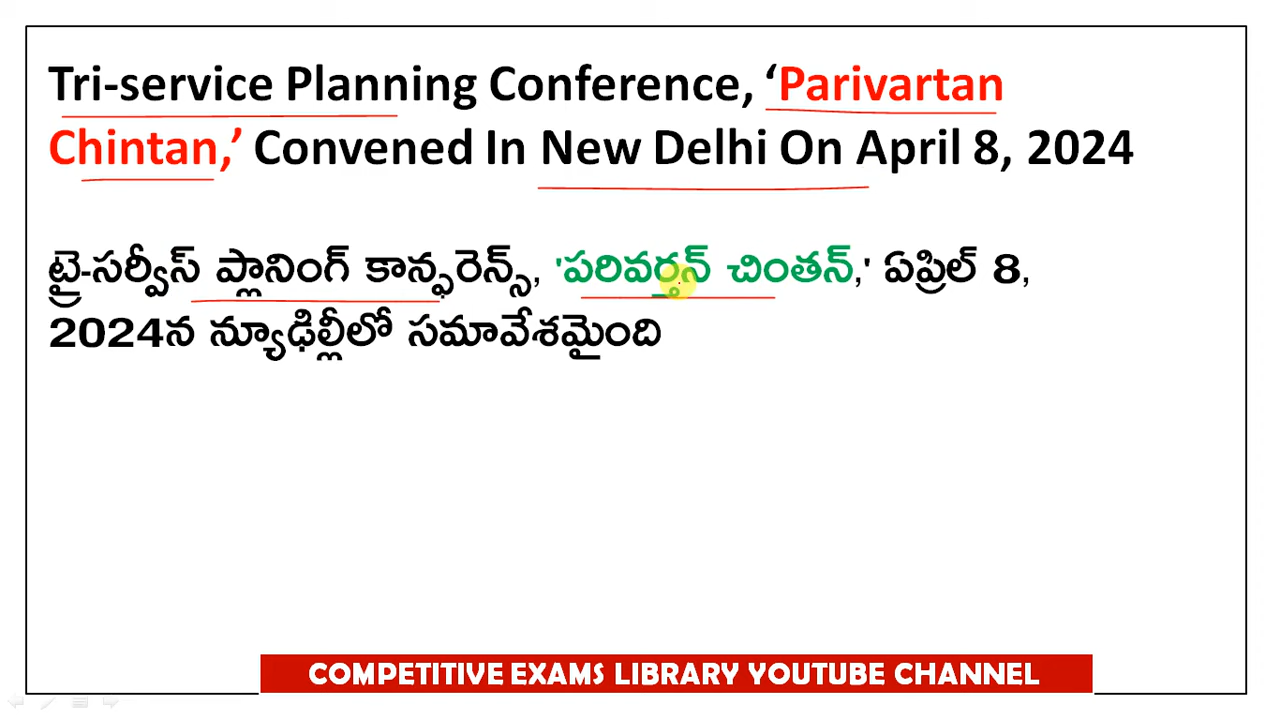 Tri-service Planning Conference, ‘Parivartan
Chintan,’ Convened In New Delhi On April 8, 2024
ట్రై-సర్వీస్ ప్లానింగ్ కాన్ఫరెన్స్, 'పరివర్తన్ చింతన్,' ఏప్రిల్ 8,
2024న న్యూఢిల్లీలో సమావేశమైంది
COMPETITIVE EXAMS LIBRARY YOUTUBE CHANNEL